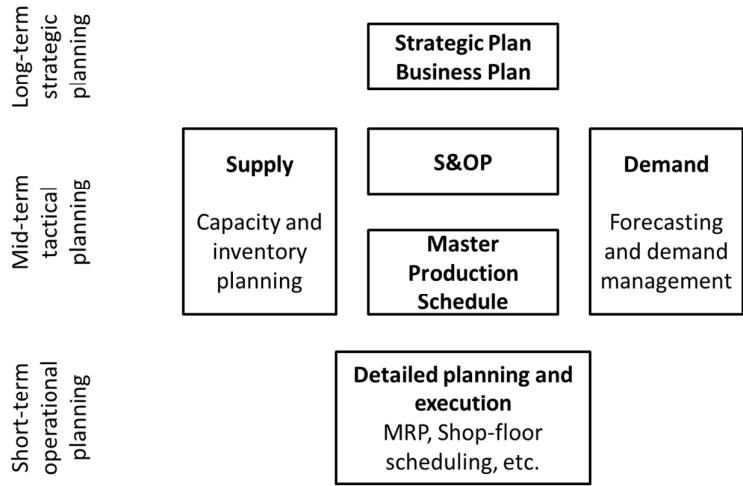 Long-term
strategic
planning
Strategic Plan
Business Plan
Mid-term
tactical
planning
Supply
Capacity and
inventory
planning
S&OP
Master
Production
Schedule
Demand
Forecasting
and demand
management
Short-term
operational
planning
Detailed planning and
execution
MRP, Shop-floor
scheduling, etc.